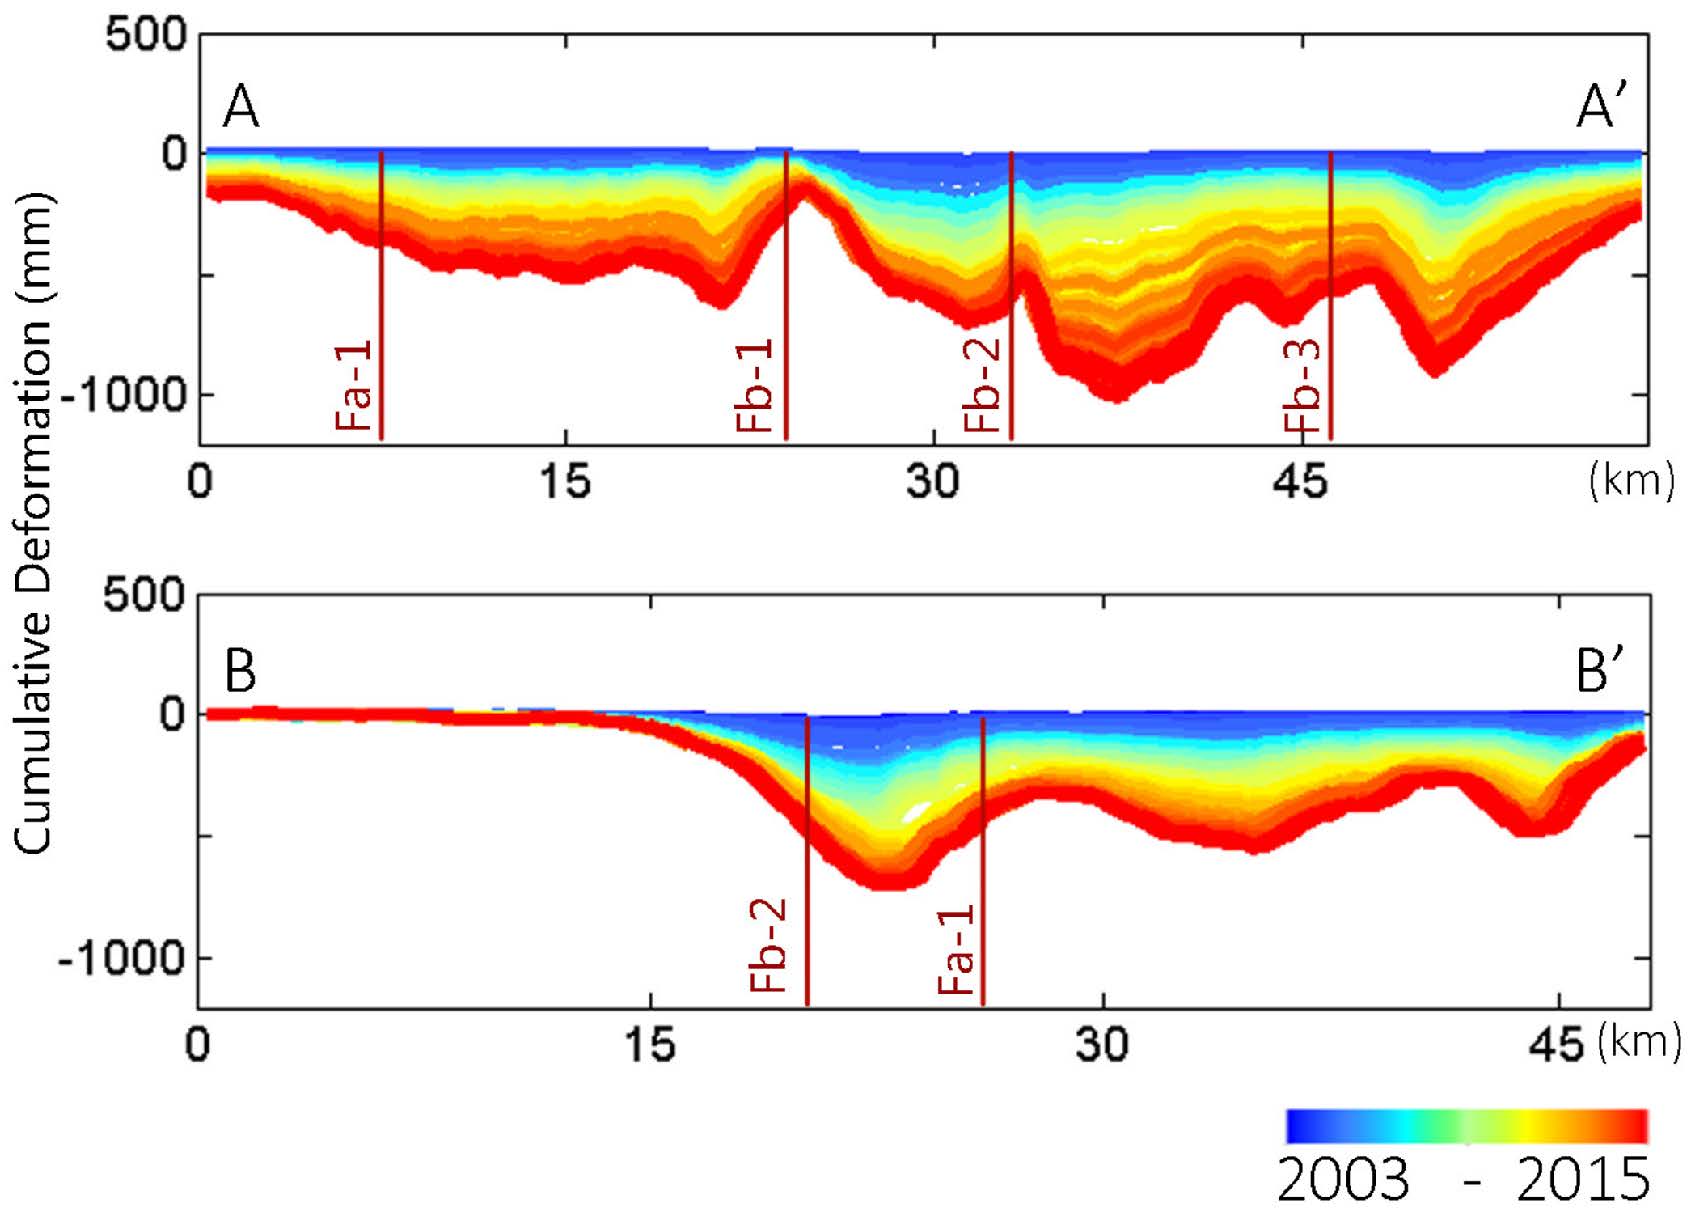 Cumulative Deformation (mm)
500
A
A′
0
-1000
Fa-1
Fb-1
Fb-2
Fb-3
0
15
30
45
(km)
500
B
B′
0
-1000
Fb-2
Fa-1
0
15
30
45
(km)
2003 - 2015